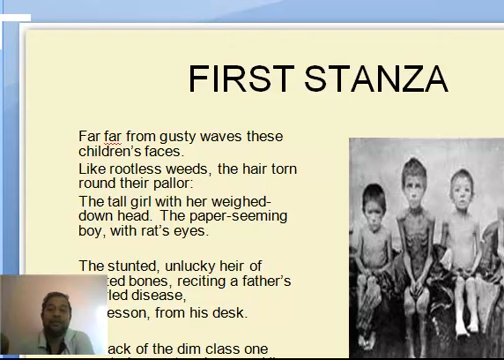 FIRST STANZA
Far far from gusty waves these
children's faces.
Like rootless weeds, the hair torn
round their pallor:
The tall girl with her weighed-
down head. The paper-seeming
boy, with rat's eyes.
The stunted, unlucky heir of
bones, reciting a father's
disease,
from his desk.
of the dim class one